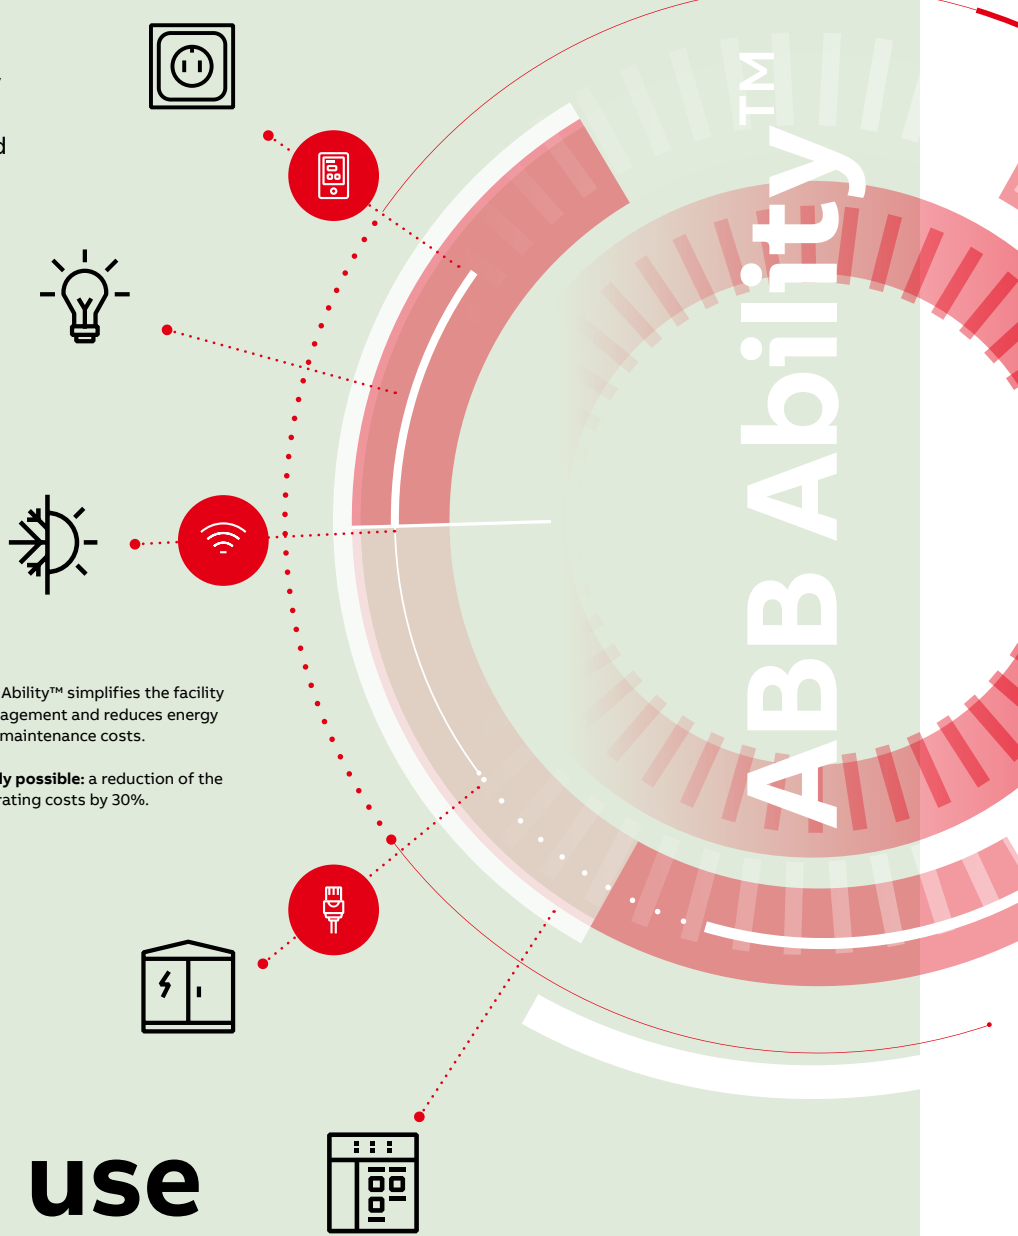 d
Ability™ simplifies the facility
agement and reduces energy
maintenance costs.
ly possible: a reduction of the
rating costs by 30%.
ABB Ability™
use